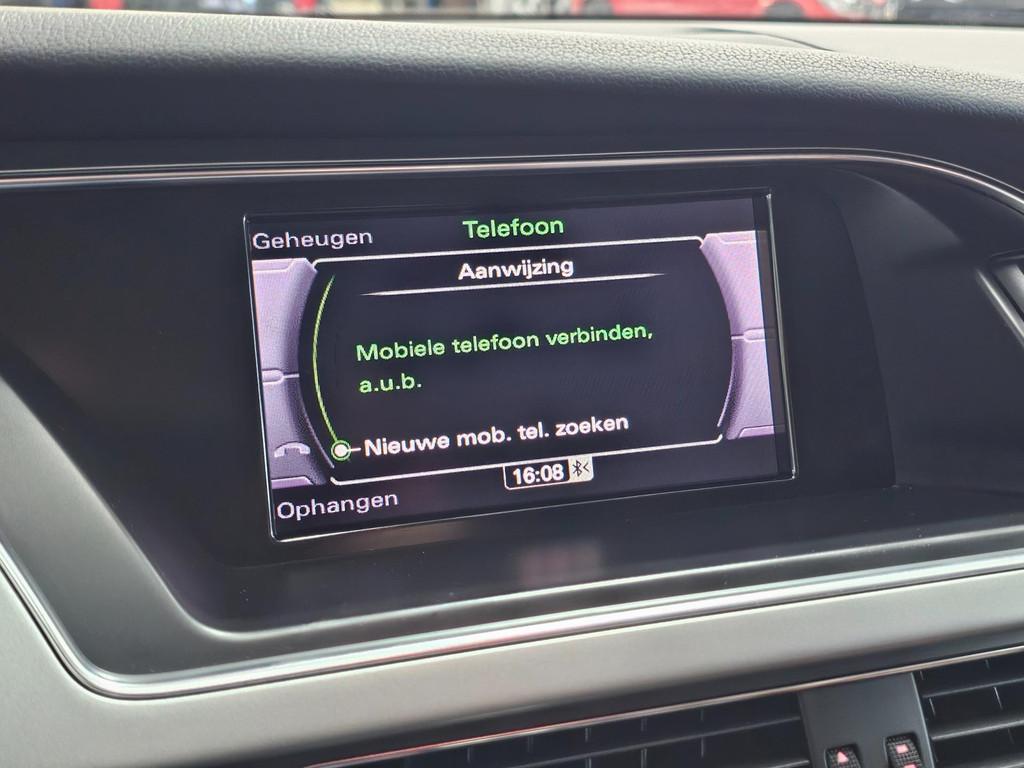 Geheugen
Telefoon
Aanwijzing
Mobiele telefoon verbinden,
a.u.b.
Nieuwe mob. tel. zoeken
16:08
Ophangen